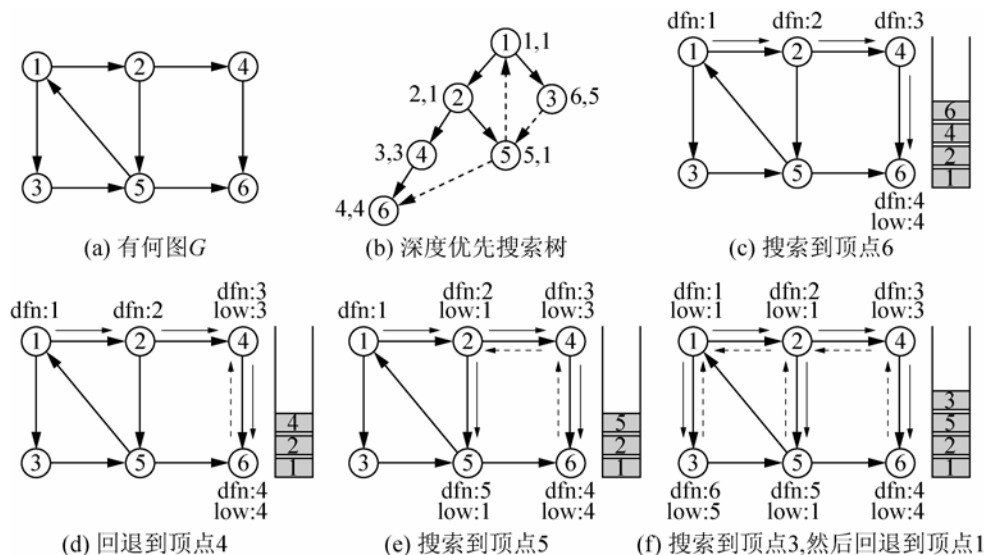 1 2 4
3 5 6
(a) 有何图G
1 1,1
2,1 2 3 6,5
3,3 4 5 5,1
4,4 6
(b) 深度优先搜索树
dfn:1 dfn:2 dfn:3
1 2 4
6
4
2
1
3 5 6
dfn:4
low:4
(c) 搜索到顶点6
dfn:3
dfn:1 dfn:2 low:3
1 2 4
4
2
1
3 5 6
dfn:4
low:4
(d) 回退到顶点4
dfn:2 dfn:3
dfn:1 low:1 low:3
1 2 4
5
2
1
3 5 6
dfn:5 dfn:4
low:1 low:4
(e) 搜索到顶点5
dfn:1 dfn:2 dfn:3
low:1 low:1 low:3
1 2 4
3
5
2
1
3 5 6
dfn:6 dfn:5 dfn:4
low:5 low:1 low:4
(f) 搜索到顶点3,然后回退到顶点1